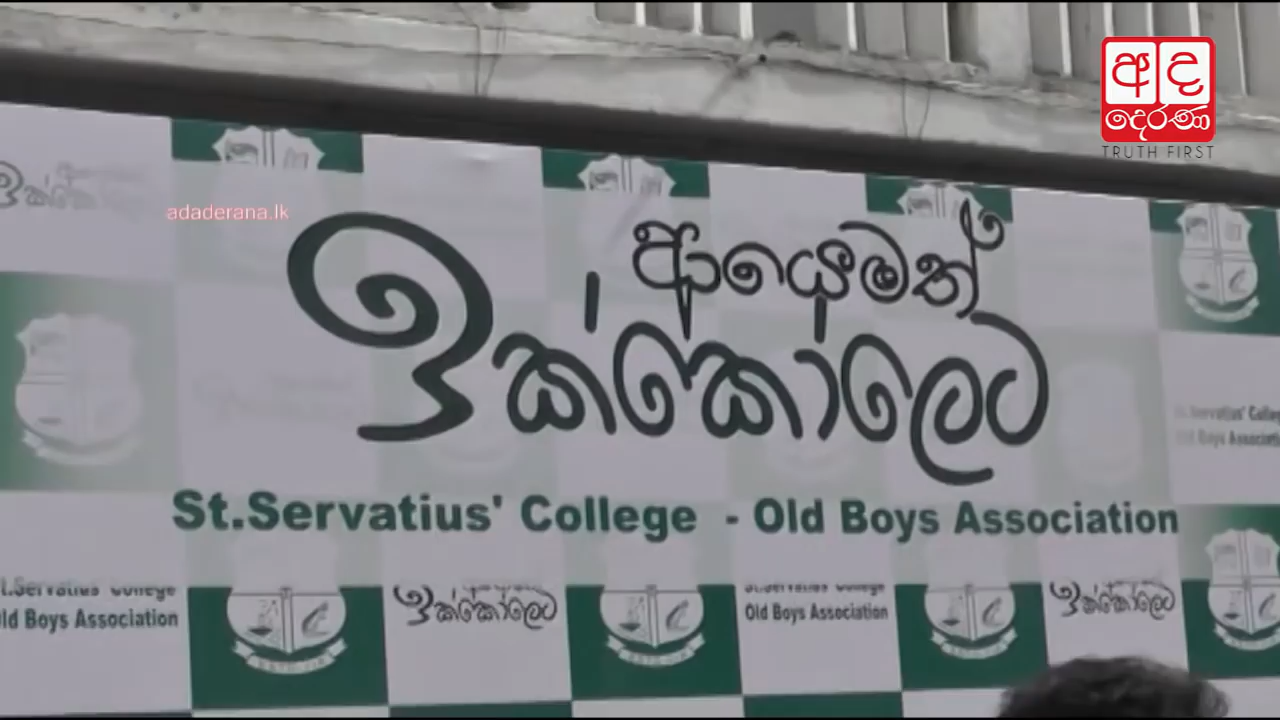 අද
දෙරණ
TRUTH FIRST
adaderana.lk
ආයෙමත්
ඉක්කෝලෙට
St.Servatius' College - Old Boys Association
St.Servatius' College
Old Boys Association
St.Servatius' College
Old Boys Association
ඉක්කෝලෙට
St.Servatius' College
Old Boys Association
ඉක්කෝලෙට